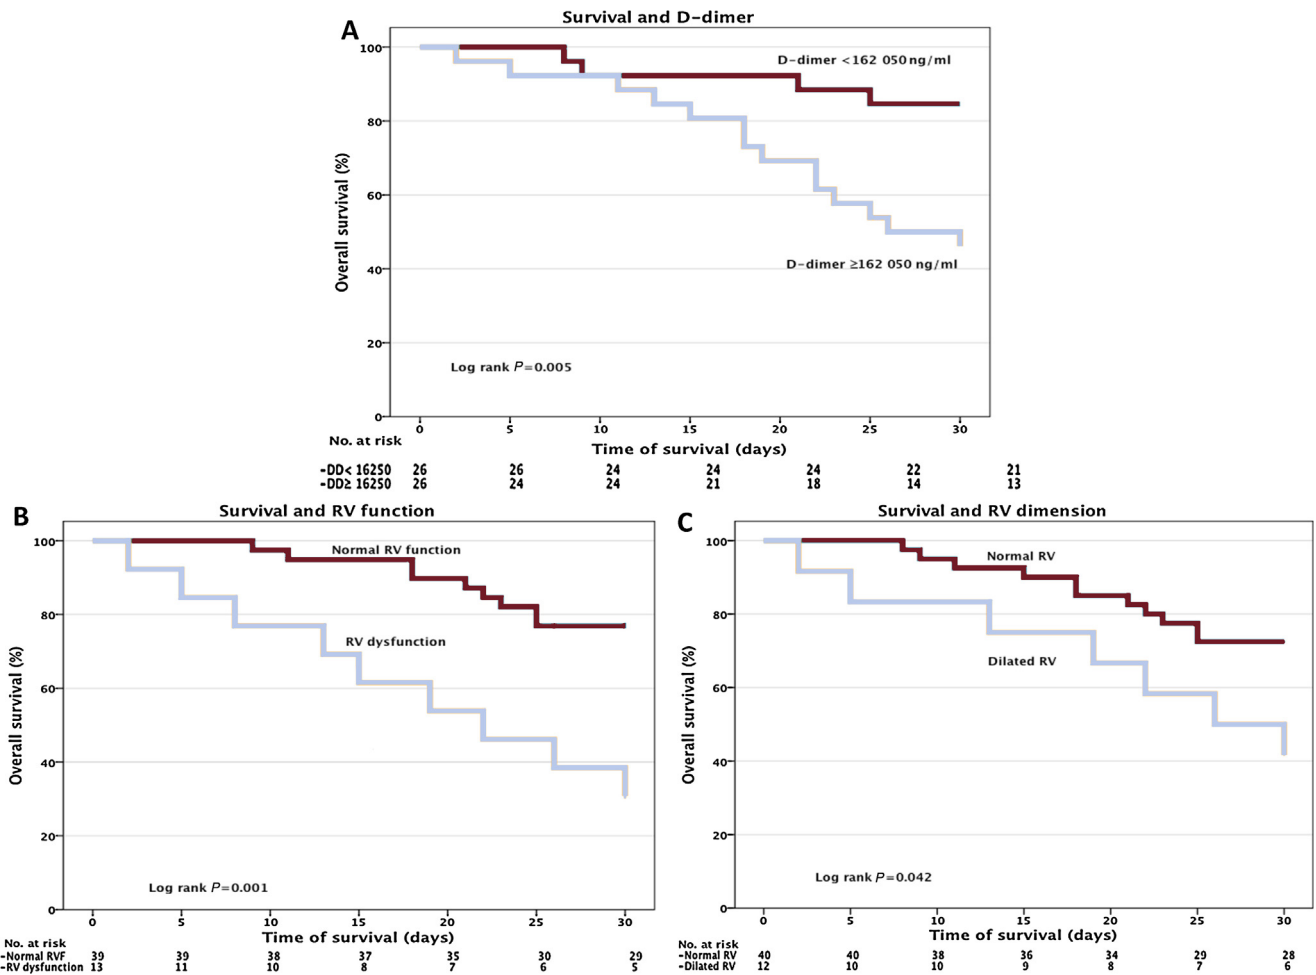 A
Survival and D-dimer
D-dimer <162 050 ng/ml
D-dimer ≥162 050 ng/ml
Log rank P=0.005
Overall survival (%)
100
80
60
40
20
0
0 5 10 15 20 25 30
Time of survival (days)
No. at risk
-DD< 16250 26 26 24 24 24 22 21
-DD≥ 16250 26 24 24 21 18 14 13
B
Survival and RV function
Normal RV function
RV dysfunction
Log rank P=0.001
Overall survival (%)
100
80
60
40
20
0
0 5 10 15 20 25 30
Time of survival (days)
No. at risk
-Normal RVF 39 39 38 37 35 30 29
-RV dysfunction 13 11 10 8 7 6 5
C
Survival and RV dimension
Normal RV
Dilated RV
Log rank P=0.042
Overall survival (%)
100
80
60
40
20
0
0 5 10 15 20 25 30
Time of survival (days)
No. at risk
-Normal RV 40 40 38 36 34 29 28
-Dilated RV 12 10 10 9 8 7 6